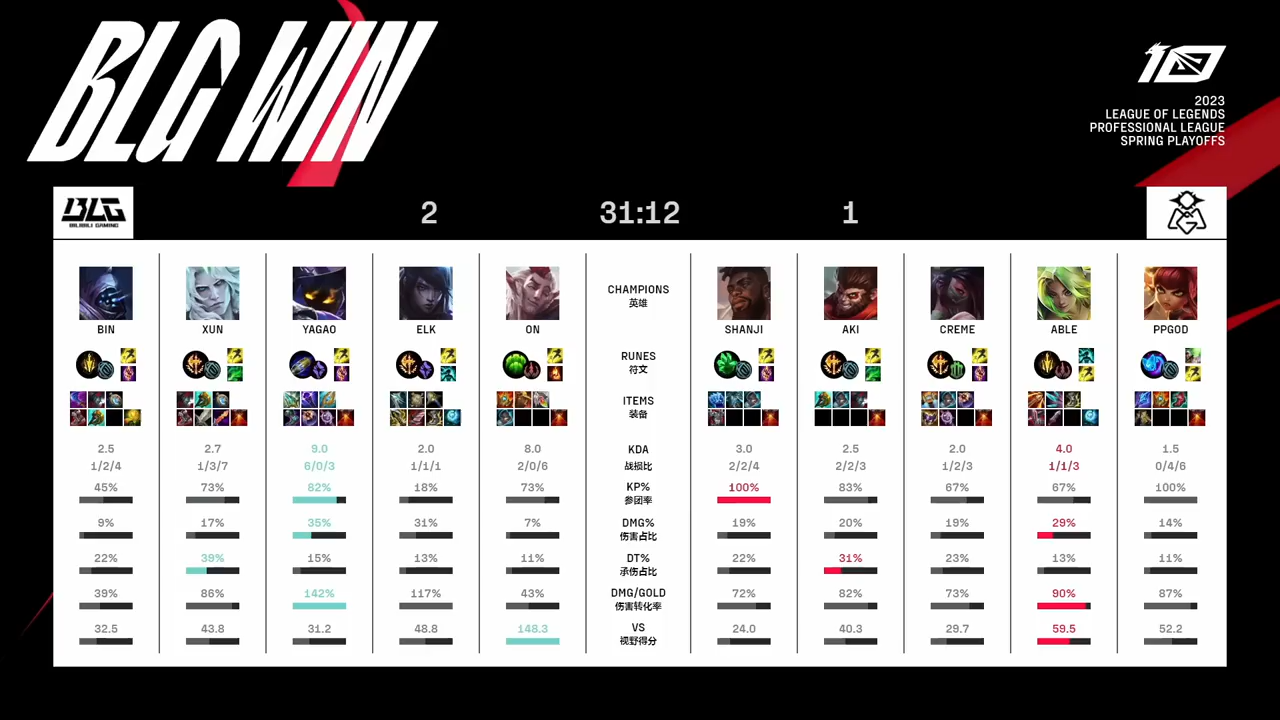 BLG WIN
2023
LEAGUE OF LEGENDS
PROFESSIONAL LEAGUE
SPRING PLAYOFFS
BLG
BILIBILI GAMING
2 31:12 1
CHAMPIONS
英雄
BIN XUN YAGAO ELK ON SHANJI AKI CREME ABLE PPGOD
RUNES
符文
ITEMS
装备
2.5 2.7 9.0 2.0 8.0 KDA 3.0 2.5 2.0 4.0 1.5
1/2/4 1/3/7 6/0/3 1/1/1 2/0/6 战损比 2/2/4 2/2/3 1/2/3 1/1/3 0/4/6
45% 73% 82% 18% 73% KP% 100% 83% 67% 67% 100%
参团率
9% 17% 35% 31% 7% DMG% 19% 20% 19% 29% 14%
伤害占比
22% 39% 15% 13% 11% DT% 22% 31% 23% 13% 11%
承伤占比
39% 86% 142% 117% 43% DMG/GOLD 72% 82% 73% 90% 87%
伤害转化率
32.5 43.8 31.2 48.8 148.3 VS 24.0 40.3 29.7 59.5 52.2
视野得分